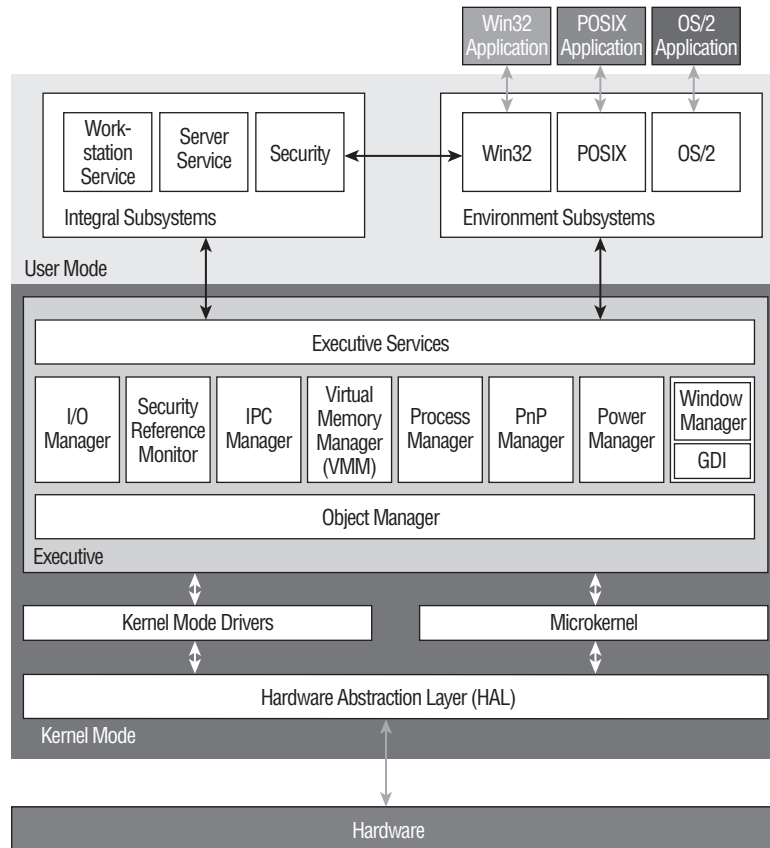 Win32
Application
POSIX
Application
OS/2
Application
Work-
station
Service
Server
Service
Security
Integral Subsystems
Win32
POSIX
OS/2
Environment Subsystems
User Mode
Executive Services
I/O
Manager
Security
Reference
Monitor
IPC
Manager
Virtual
Memory
Manager
(VMM)
Process
Manager
PnP
Manager
Power
Manager
Window
Manager
GDI
Object Manager
Executive
Kernel Mode Drivers
Microkernel
Hardware Abstraction Layer (HAL)
Kernel Mode
Hardware